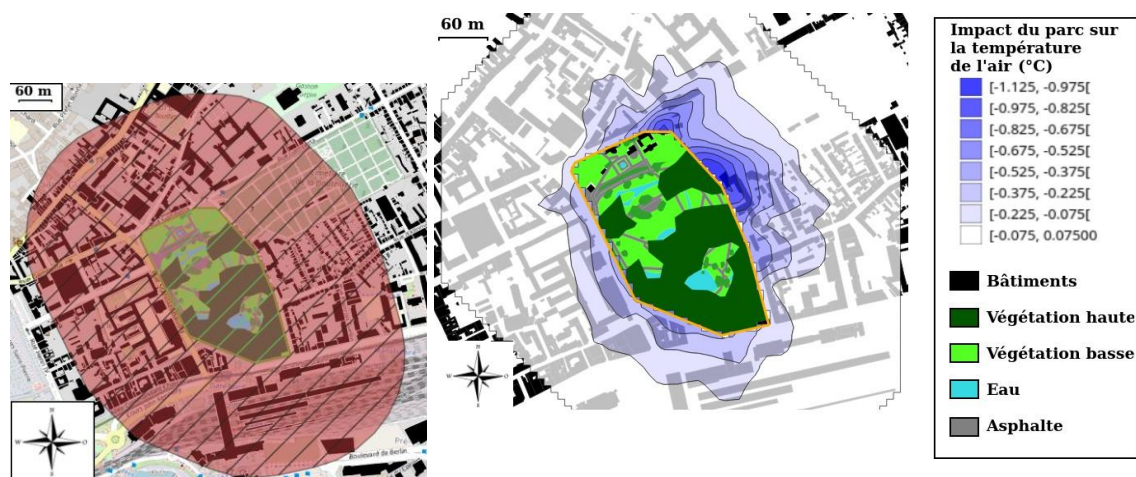 60 m
Boulevard de Berlin
N
W
O
S
60 m
N
W
O
S
Impact du parc sur
la température
de l'air (°C)
[-1.125, -0.975[
[-0.975, -0.825[
[-0.825, -0.675[
[-0.675, -0.525[
[-0.525, -0.375[
[-0.375, -0.225[
[-0.225, -0.075[
[-0.075, 0.07500[
Bâtiments
Végétation haute
Végétation basse
Eau
Asphalte